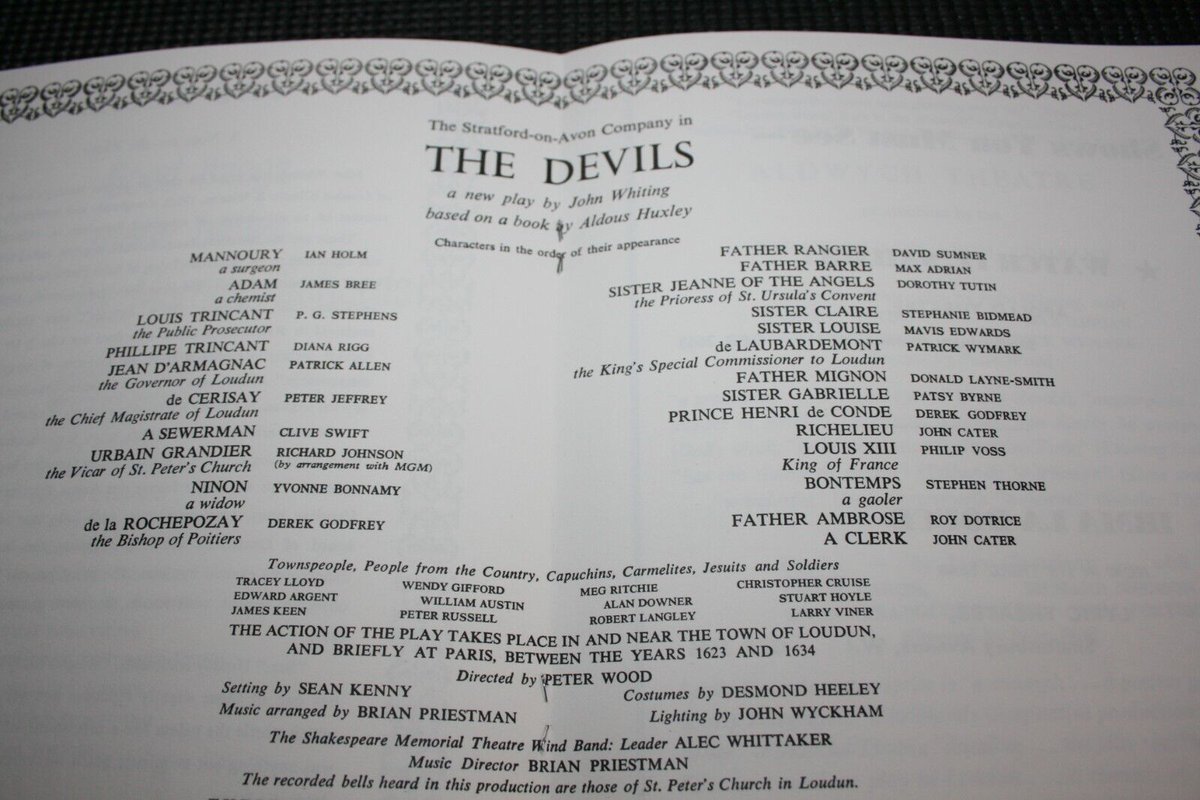 The Stratford-on-Avon Company in
THE DEVILS
a new play by John Whiting
based on a book by Aldous Huxley
Characters in the order of their appearance
MANNOURY IAN HOLM
a surgeon
ADAM JAMES BREE
a chemist
LOUIS TRINCANT P. G. STEPHENS
the Public Prosecutor
PHILLIPE TRINCANT DIANA RIGG
JEAN D'ARMAGNAC PATRICK ALLEN
the Governor of Loudun
de CERISAY PETER JEFFREY
the Chief Magistrate of Loudun
A SEWERMAN CLIVE SWIFT
URBAIN GRANDIER RICHARD JOHNSON
the Vicar of St. Peter's Church (by arrangement with MGM)
NINON YVONNE BONNAMY
a widow
de la ROCHEPOZAY DEREK GODFREY
the Bishop of Poitiers
FATHER RANGIER DAVID SUMNER
FATHER BARRE MAX ADRIAN
SISTER JEANNE OF THE ANGELS DOROTHY TUTIN
the Prioress of St. Ursula's Convent
SISTER CLAIRE STEPHANIE BIDMEAD
SISTER LOUISE MAVIS EDWARDS
de LAUBARDEMONT PATRICK WYMARK
the King's Special Commissioner to Loudun
FATHER MIGNON DONALD LAYNE-SMITH
SISTER GABRIELLE PATSY BYRNE
PRINCE HENRI de CONDE DEREK GODFREY
RICHELIEU JOHN CATER
LOUIS XIII PHILIP VOSS
King of France
BONTEMPS STEPHEN THORNE
a gaoler
FATHER AMBROSE ROY DOTRICE
A CLERK JOHN CATER
Townspeople, People from the Country, Capuchins, Carmelites, Jesuits and Soldiers
TRACEY LLOYD WENDY GIFFORD MEG RITCHIE CHRISTOPHER CRUISE
EDWARD ARGENT WILLIAM AUSTIN ALAN DOWNER STUART HOYLE
JAMES KEEN PETER RUSSELL ROBERT LANGLEY LARRY VINER
THE ACTION OF THE PLAY TAKES PLACE IN AND NEAR THE TOWN OF LOUDUN,
AND BRIEFLY AT PARIS, BETWEEN THE YEARS 1623 AND 1634
Directed by PETER WOOD
Setting by SEAN KENNY Costumes by DESMOND HEELEY
Music arranged by BRIAN PRIESTMAN Lighting by JOHN WYCKHAM
The Shakespeare Memorial Theatre Wind Band: Leader ALEC WHITTAKER
Music Director BRIAN PRIESTMAN
The recorded bells heard in this production are those of St. Peter's Church in Loudun.